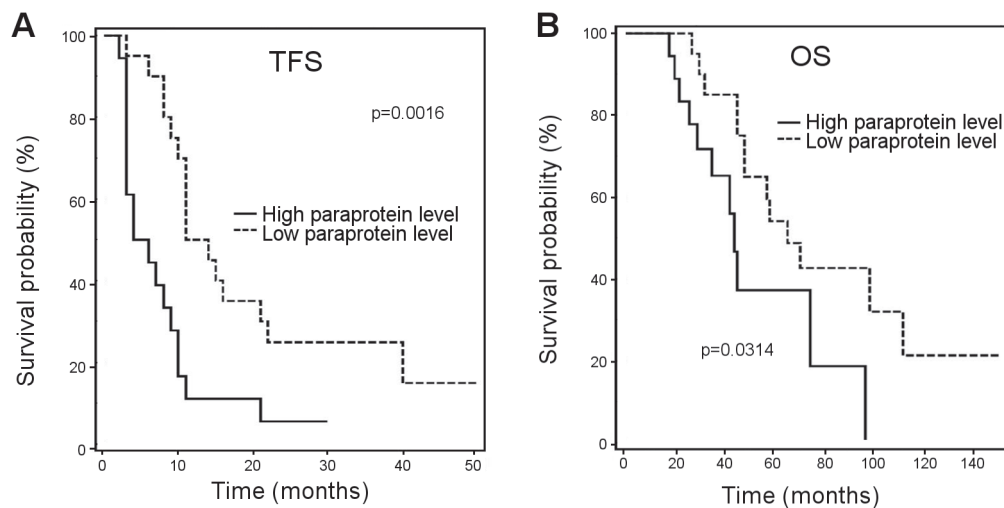 A
TFS
p=0.0016
High paraprotein level
Low paraprotein level
Survival probability (%)
100
80
60
40
20
0
0 10 20 30 40 50
Time (months)
B
OS
High paraprotein level
Low paraprotein level
p=0.0314
Survival probability (%)
100
80
60
40
20
0
0 20 40 60 80 100 120 140
Time (months)